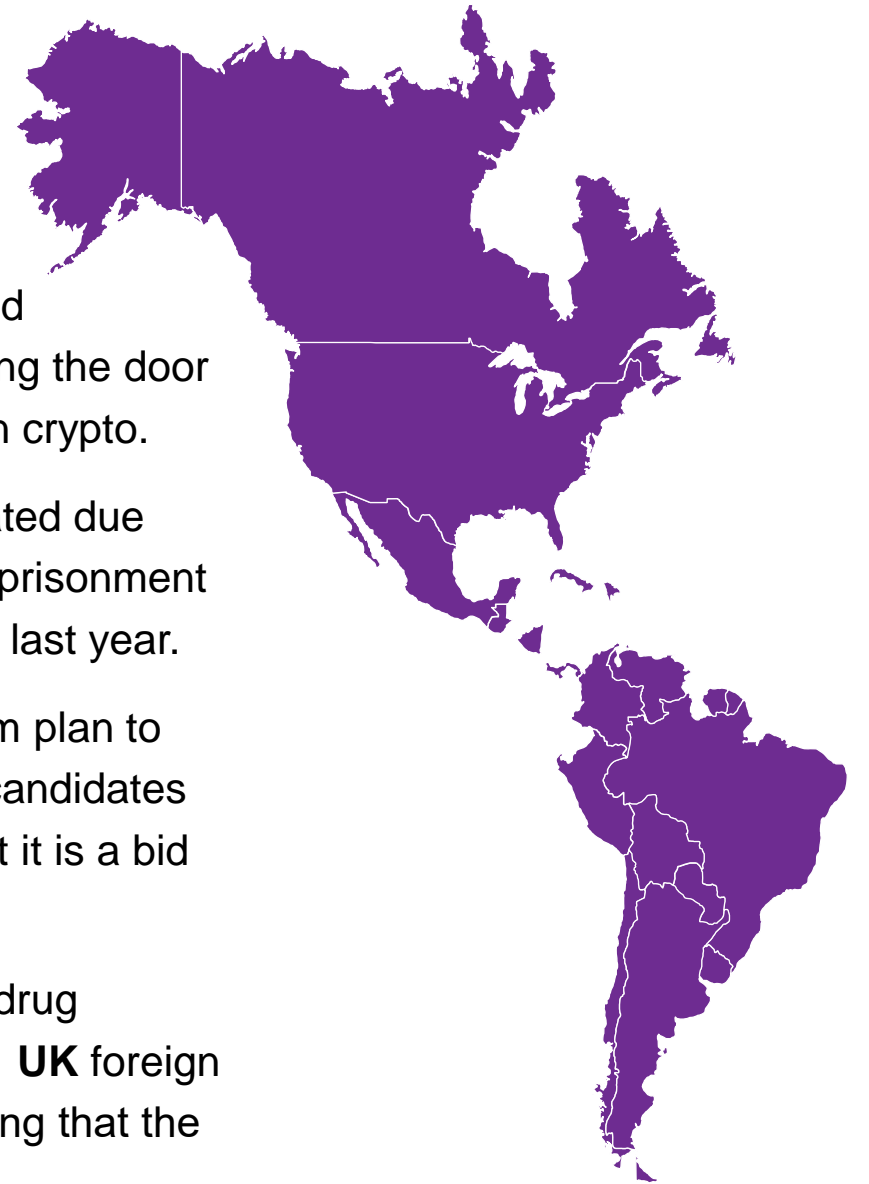 d
ng the door
n crypto.
ated due
prisonment
last year.
m plan to
candidates
t it is a bid
drug
UK foreign
ng that the